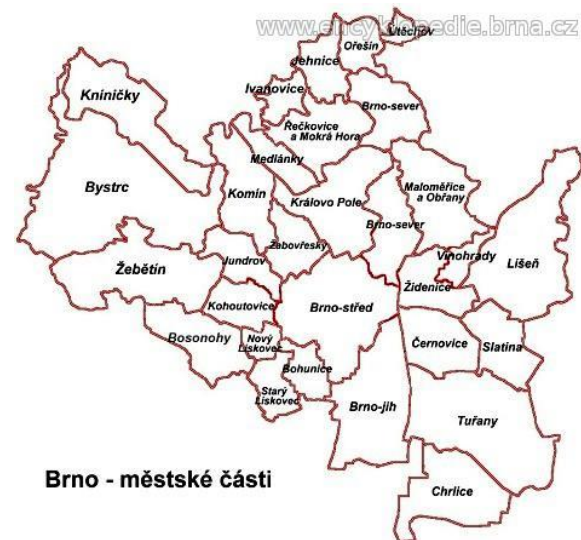 www.encyklopedie.brna.cz
Útěchov
Ořešín
Jehnice
Ivanovice
Kníničky
Brno-sever
Řečkovice
a Mokrá Hora
Medlánky
Bystrc
Komín
Královo Pole
Maloměřice
a Obřany
Brno-sever
Žabovřesky
Vinohrady
Líšeň
Žebětín
Jundrov
Židenice
Kohoutovice
Brno-střed
Bosonohy
Nový
Lískovec
Černovice
Slatina
Bohunice
Starý
Lískovec
Brno-jih
Tuřany
Brno - městské části
Chrlice